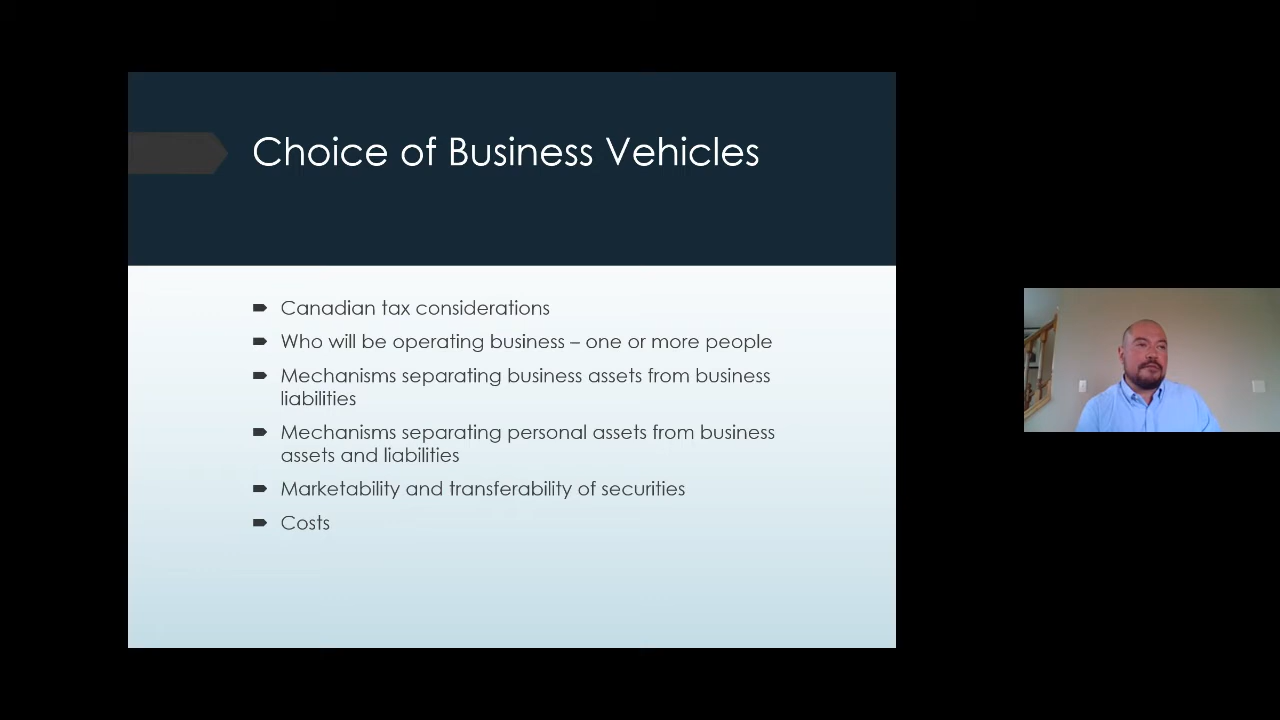 Choice of Business Vehicles
Canadian tax considerations
Who will be operating business – one or more people
Mechanisms separating business assets from business
liabilities
Mechanisms separating personal assets from business
assets and liabilities
Marketability and transferability of securities
Costs